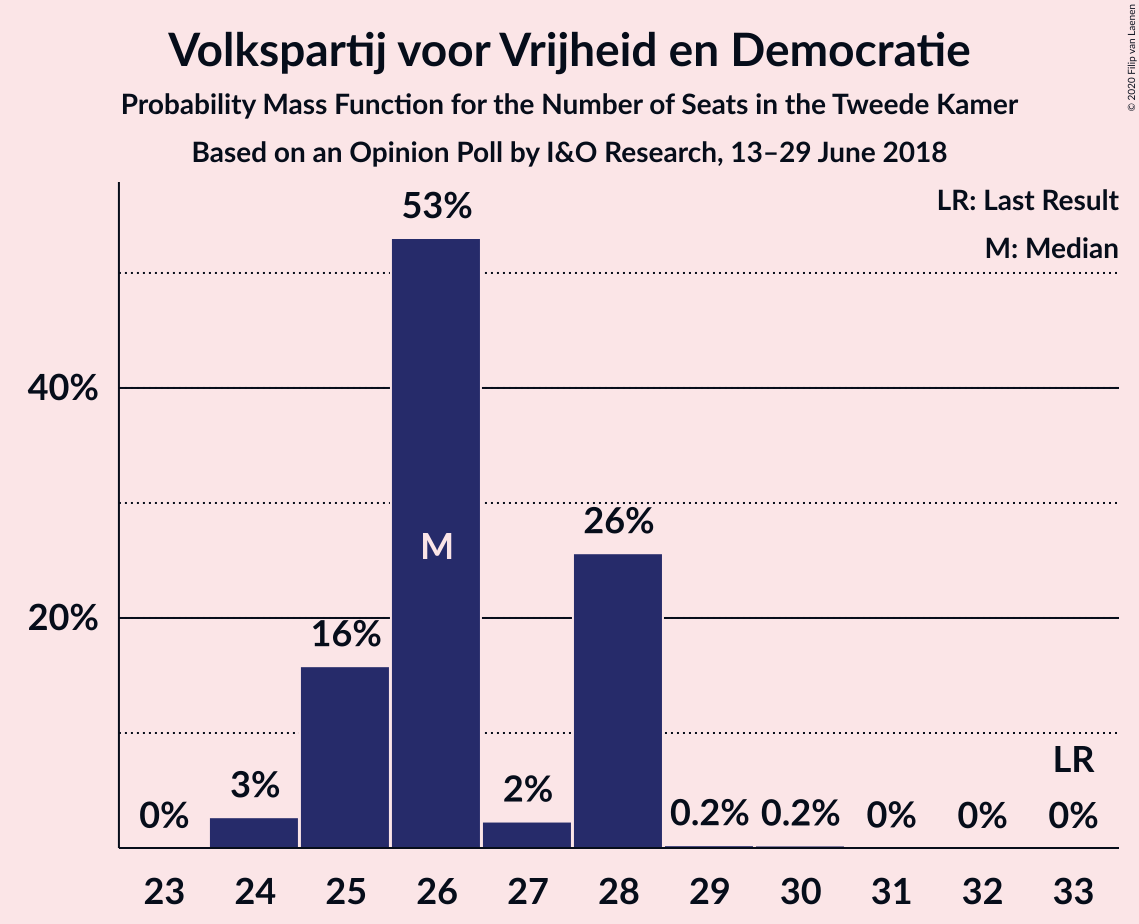 Volkspartij voor Vrijheid en Democratie
Probability Mass Function for the Number of Seats in the Tweede Kamer
Based on an Opinion Poll by I&O Research, 13–29 June 2018
© 2020 Filip van Laenen
LR: Last Result
M: Median
53%
40%
26%
M
20%
16%
LR
0%
3%
2%
0.2%
0.2%
0%
0%
0%
23 24 25 26 27 28 29 30 31 32 33